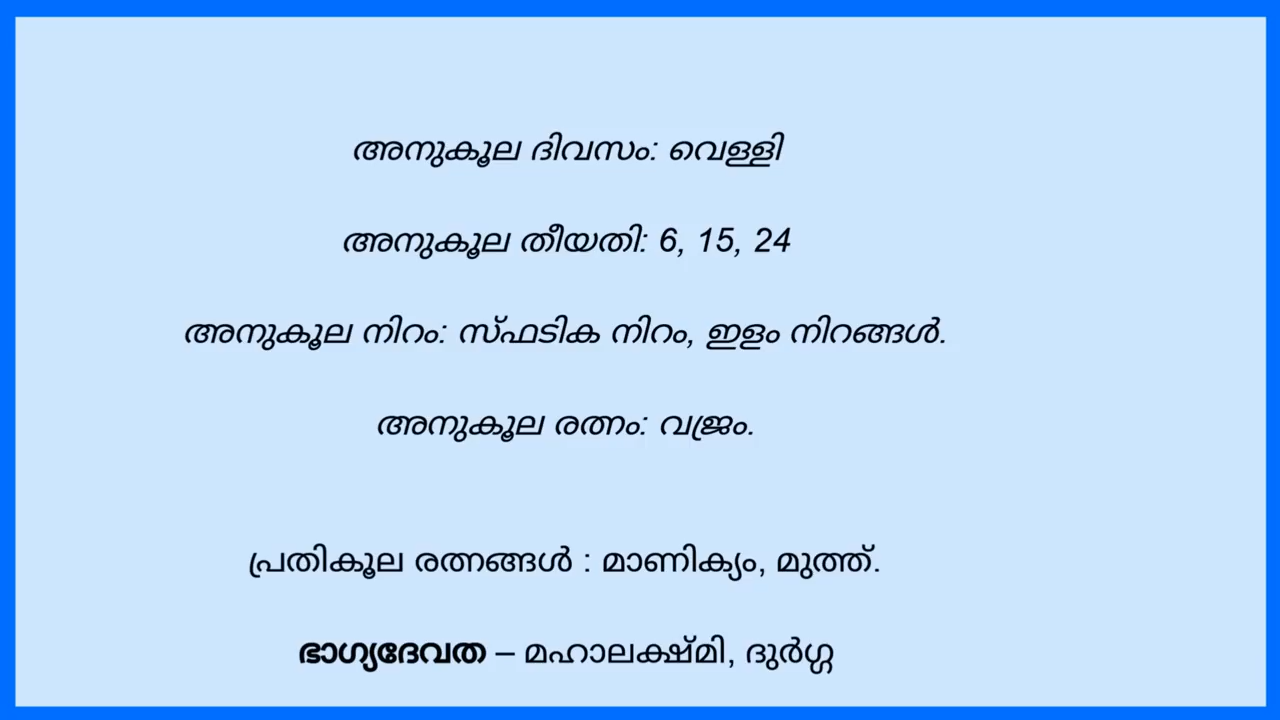 അനുകൂല ദിവസം: വെള്ളി
അനുകൂല തീയതി: 6, 15, 24
അനുകൂല നിറം: സ്ഫടിക നിറം, ഇളം നിറങ്ങൾ.
അനുകൂല രത്നം: വജ്രം.
പ്രതികൂല രത്നങ്ങൾ : മാണിക്യം, മുത്ത്.
ഭാഗ്യദേവത – മഹാലക്ഷ്മി, ദുർഗ്ഗ